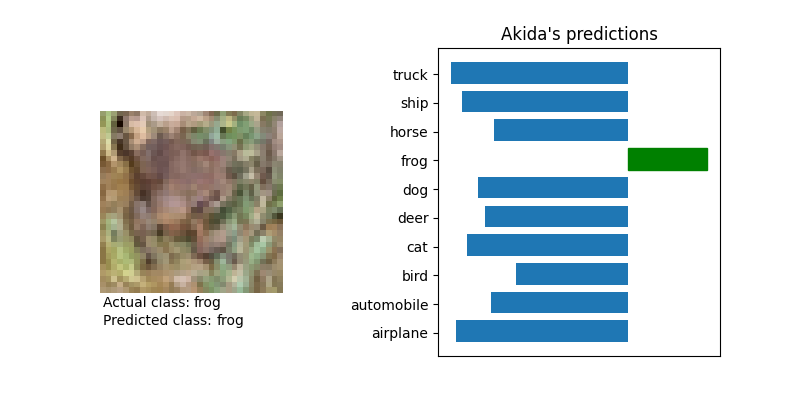 Akida's predictions
truck
ship
horse
frog
dog
deer
cat
bird
automobile
airplane
Actual class: frog
Predicted class: frog